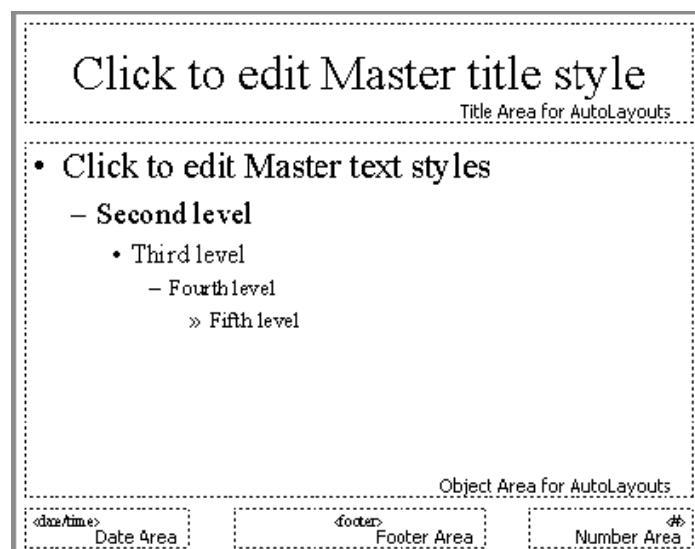 Click to edit Master title style
Title Area for AutoLayouts
• Click to edit Master text styles
– Second level
• Third level
– Fourth level
» Fifth level
Object Area for AutoLayouts
<date/time>
Date Area
<footer>
Footer Area
<#>
Number Area